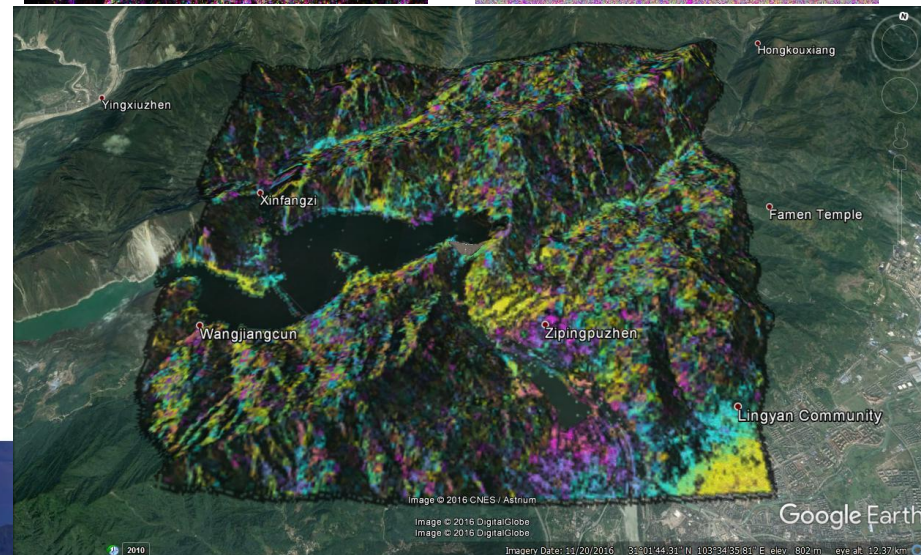 N
Hongkouxiang
Yingxiuzhen
Xinfangzi
Famen Temple
Wangjiangcun
Zipingpuzhen
Lingyan Community
Image © 2016 CNES / Astrium
Image © 2016 DigitalGlobe
Image © 2016 DigitalGlobe
Google Earth
2010
Imagery Date: 11/20/2016 31°01'44.31" N 103°34'35.81" E elev 802 m eye alt 12.37 km